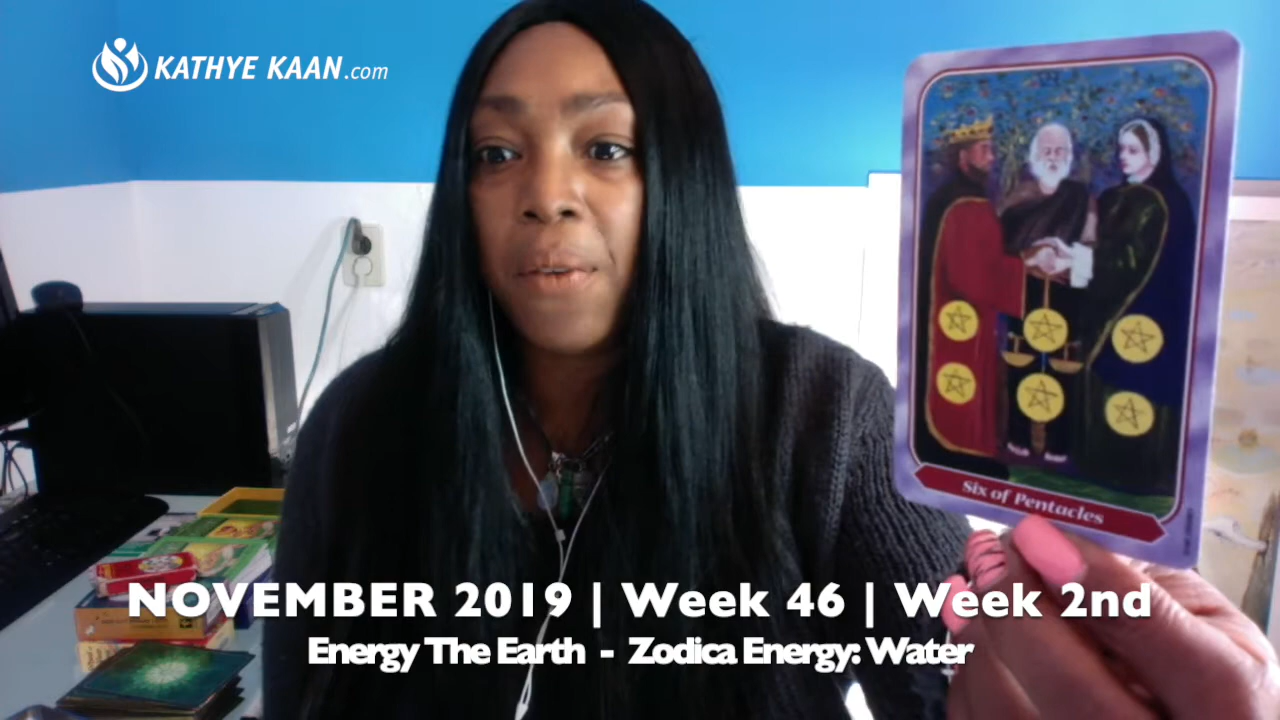 KATHYE KAAN.com
Six of Pentacles
NOVEMBER 2019 | Week 46 | Week 2nd
Energy The Earth - Zodica Energy: Water